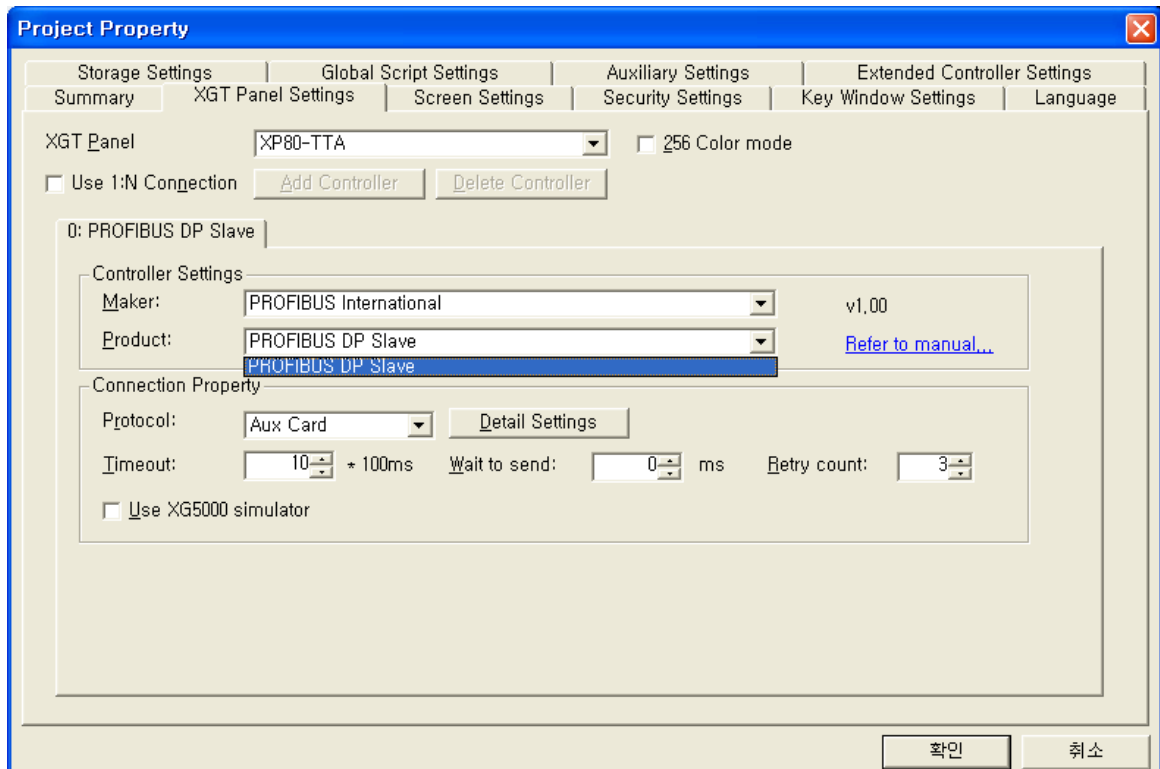 Project Property
Storage Settings Global Script Settings Auxiliary Settings Extended Controller Settings
Summary XGT Panel Settings Screen Settings Security Settings Key Window Settings Language
XGT Panel XP80-TTA 256 Color mode
Use 1:N Connection Add Controller Delete Controller
0: PROFIBUS DP Slave
Controller Settings
Maker: PROFIBUS International v1.00
Product: PROFIBUS DP Slave Refer to manual...
PROFIBUS DP Slave
Connection Property
Protocol: Aux Card Detail Settings
Timeout: 10 * 100ms Wait to send: 0 ms Retry count: 3
Use XG5000 simulator
확인 취소